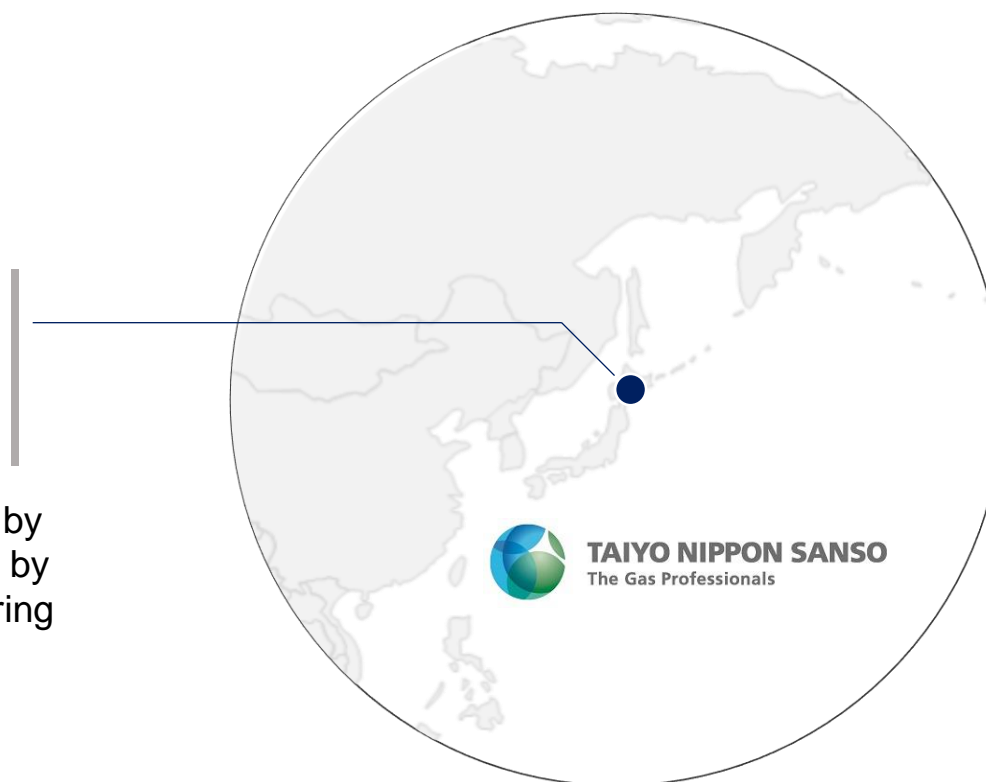 by
by
ring
TAIYO NIPPON SANSO
The Gas Professionals